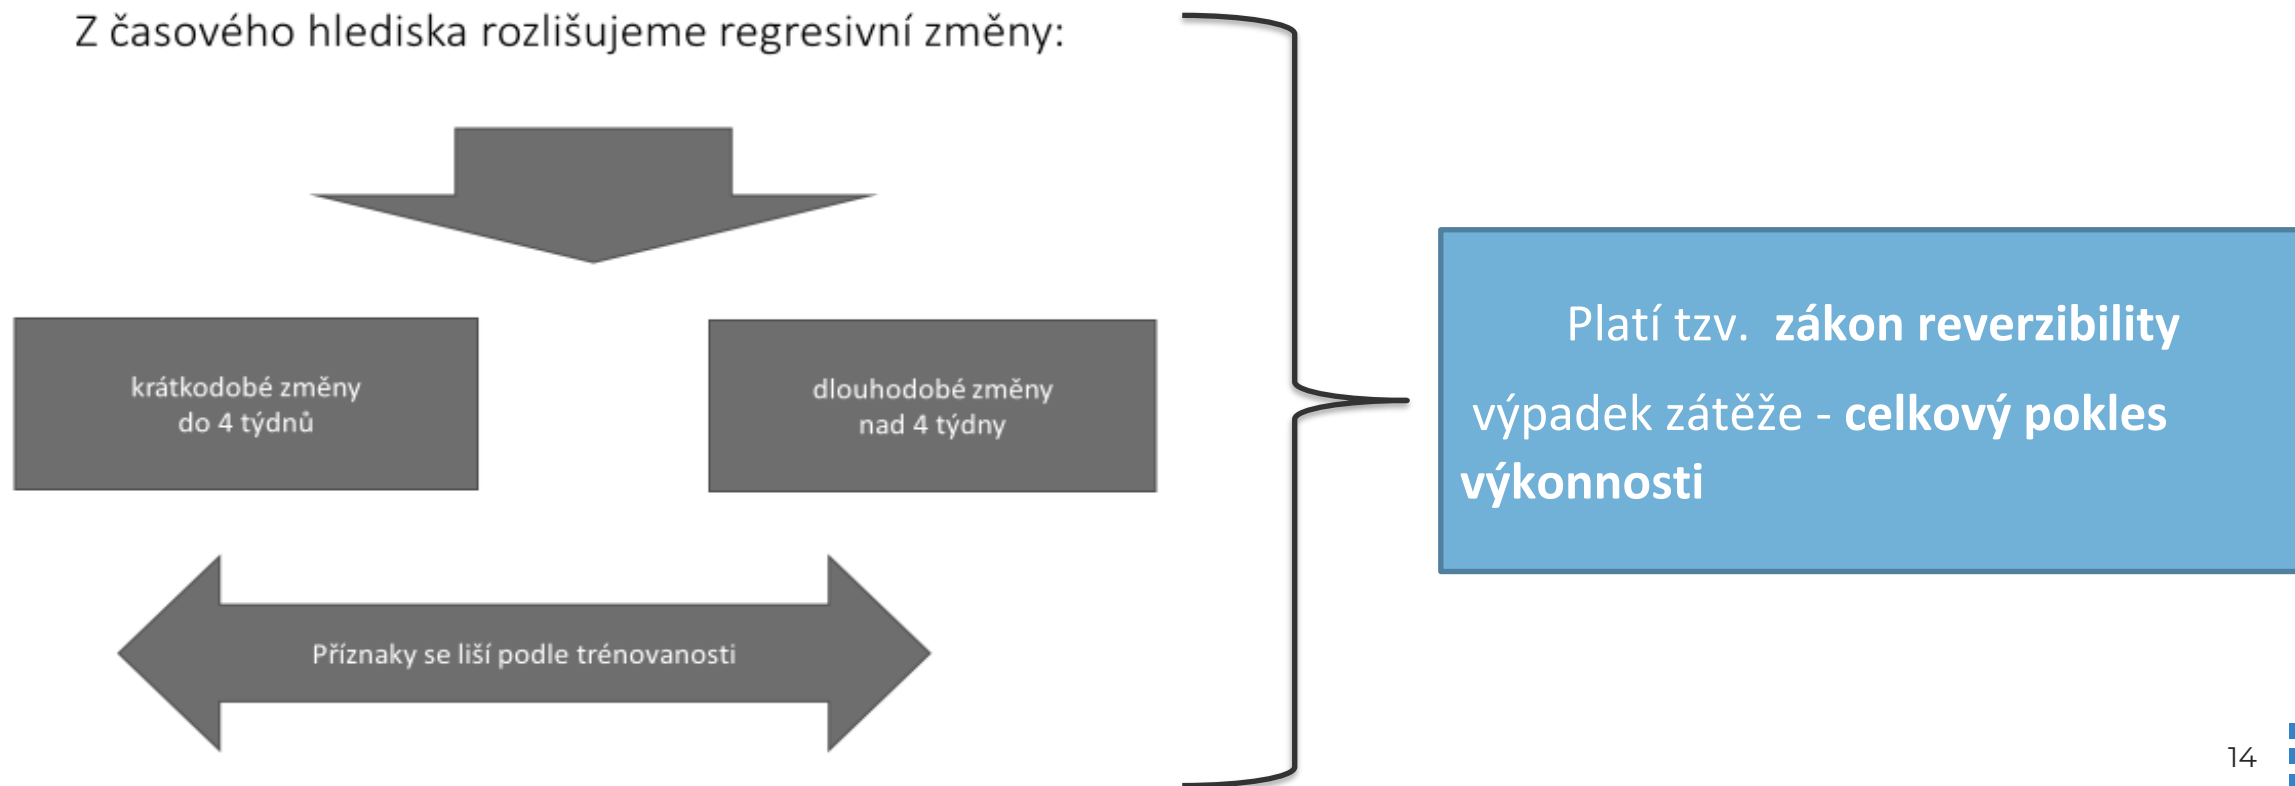 Z časového hlediska rozlišujeme regresivní změny:
krátkodobé změny
do 4 týdnů
dlouhodobé změny
nad 4 týdny
Příznaky se liší podle trénovanosti
Platí tzv. zákon reverzibility
výpadek zátěže - celkový pokles
výkonnosti
14